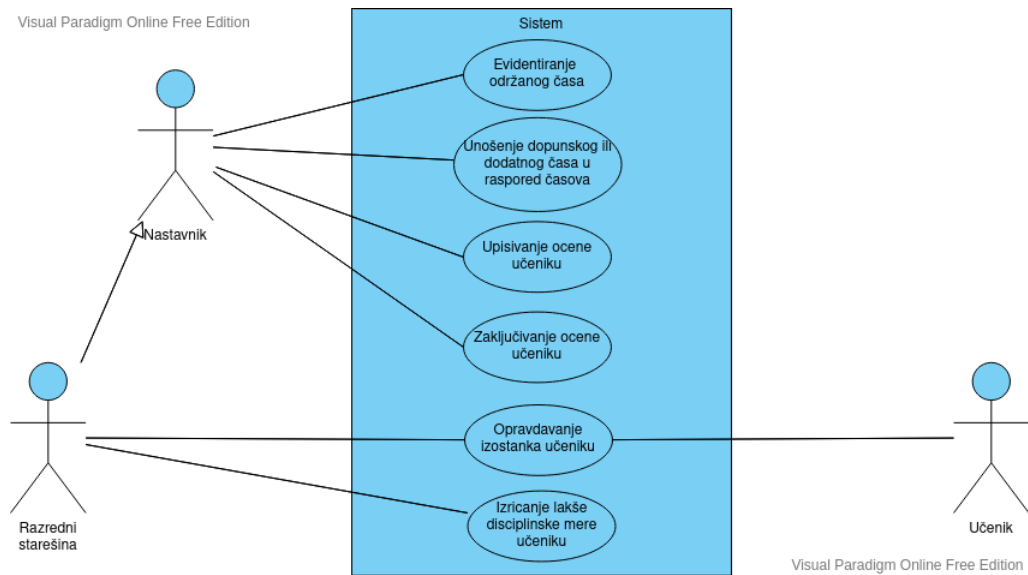 Visual Paradigm Online Free Edition
Sistem
Evidentiranje
održanog časa
Unošenje dopunskog ili
dodatnog časa u
raspored časova
Nastavnik
Upisivanje ocene
učeniku
Zaključivanje ocene
učeniku
Opravdavanje
izostanka učeniku
Izricanje lakše
disciplinske mere
učeniku
Razredni
starešina
Učenik
Visual Paradigm Online Free Edition